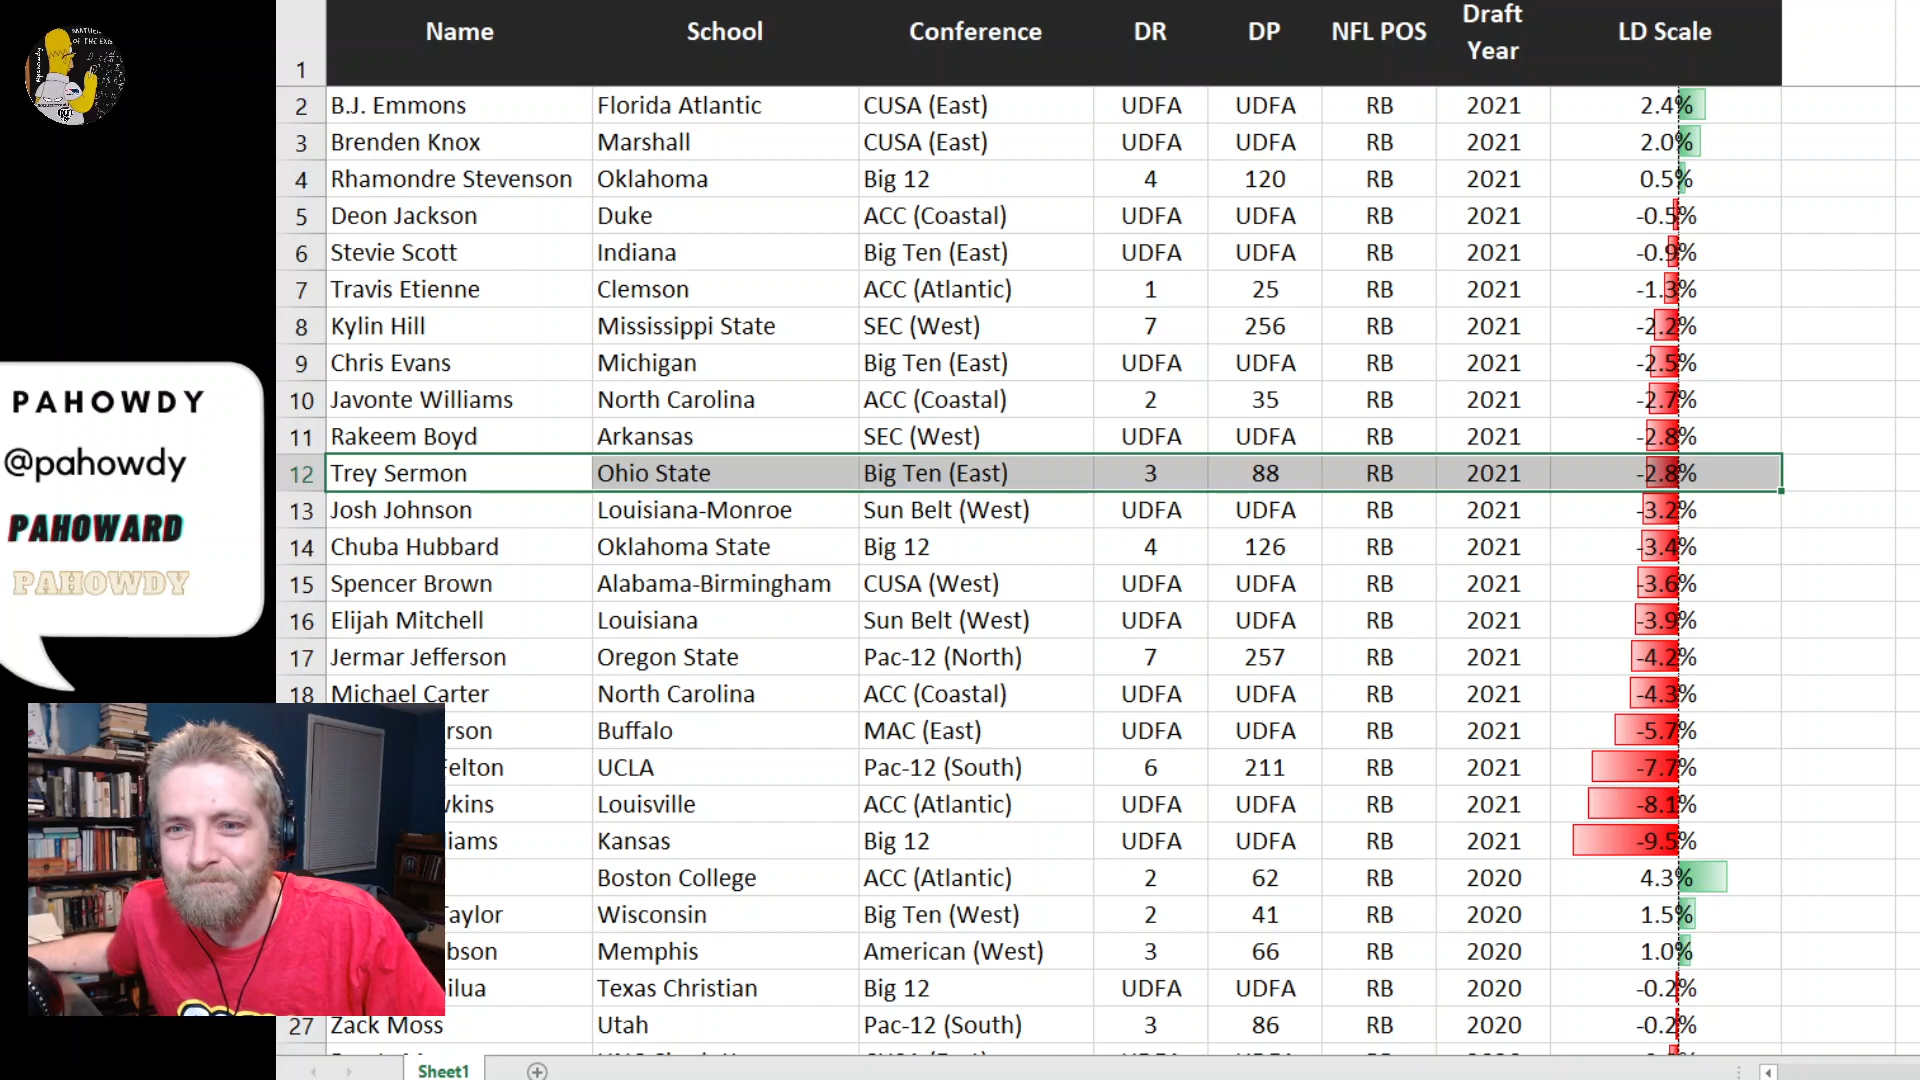 Name School Conference DR DP NFL POS Draft Year LD Scale
1
2 B.J. Emmons Florida Atlantic CUSA (East) UDFA UDFA RB 2021 2.4%
3 Brenden Knox Marshall CUSA (East) UDFA UDFA RB 2021 2.0%
4 Rhamondre Stevenson Oklahoma Big 12 4 120 RB 2021 0.5%
5 Deon Jackson Duke ACC (Coastal) UDFA UDFA RB 2021 -0.5%
6 Stevie Scott Indiana Big Ten (East) UDFA UDFA RB 2021 -0.9%
7 Travis Etienne Clemson ACC (Atlantic) 1 25 RB 2021 -1.3%
8 Kylin Hill Mississippi State SEC (West) 7 256 RB 2021 -2.2%
9 Chris Evans Michigan Big Ten (East) UDFA UDFA RB 2021 -2.5%
10 Javonte Williams North Carolina ACC (Coastal) 2 35 RB 2021 -2.7%
11 Rakeem Boyd Arkansas SEC (West) UDFA UDFA RB 2021 -2.8%
12 Trey Sermon Ohio State Big Ten (East) 3 88 RB 2021 -2.8%
13 Josh Johnson Louisiana-Monroe Sun Belt (West) UDFA UDFA RB 2021 -3.2%
14 Chuba Hubbard Oklahoma State Big 12 4 126 RB 2021 -3.4%
15 Spencer Brown Alabama-Birmingham CUSA (West) UDFA UDFA RB 2021 -3.6%
16 Elijah Mitchell Louisiana Sun Belt (West) UDFA UDFA RB 2021 -3.9%
17 Jermar Jefferson Oregon State Pac-12 (North) 7 257 RB 2021 -4.2%
18 Michael Carter North Carolina ACC (Coastal) UDFA UDFA RB 2021 -4.3%
rson Buffalo MAC (East) UDFA UDFA RB 2021 -5.7%
elton UCLA Pac-12 (South) 6 211 RB 2021 -7.7%
kins Louisville ACC (Atlantic) UDFA UDFA RB 2021 -8.1%
iams Kansas Big 12 UDFA UDFA RB 2021 -9.5%
Boston College ACC (Atlantic) 2 62 RB 2020 4.3%
aylor Wisconsin Big Ten (West) 2 41 RB 2020 1.5%
bson Memphis American (West) 3 66 RB 2020 1.0%
ilua Texas Christian Big 12 UDFA UDFA RB 2020 -0.2%
27 Zack Moss Utah Pac-12 (South) 3 86 RB 2020 -0.2%
Sheet1
PAHOWDY
@pahowdy
PAHOWARD
PAHOWDY